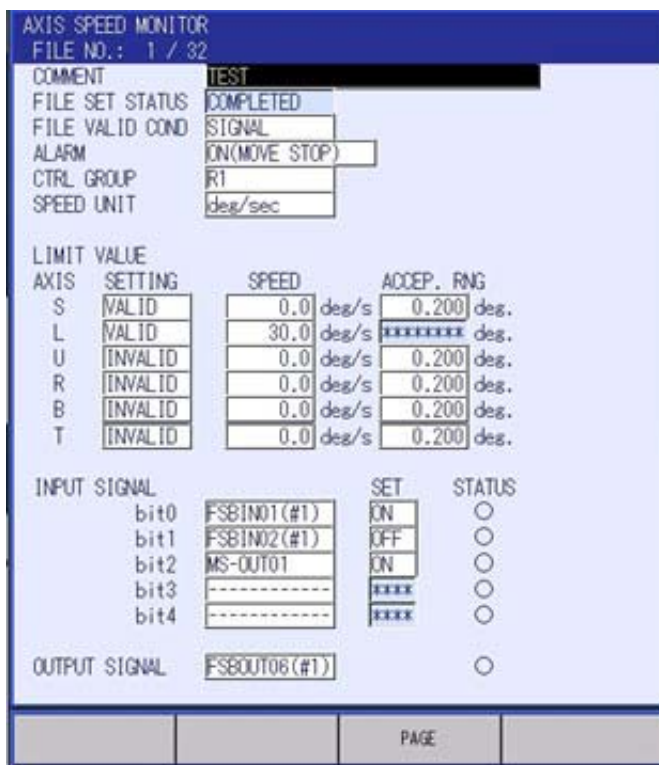 AXIS SPEED MONITOR
FILE NO.: 1 / 32
COMMENT TEST
FILE SET STATUS COMPLETED
FILE VALID COND SIGNAL
ALARM ON(MOVE STOP)
CTRL GROUP R1
SPEED UNIT deg/sec
LIMIT VALUE
AXIS SETTING SPEED ACCEP. RNG
S VALID 0.0 deg/s 0.200 deg.
L VALID 30.0 deg/s ******** deg.
U INVALID 0.0 deg/s 0.200 deg.
R INVALID 0.0 deg/s 0.200 deg.
B INVALID 0.0 deg/s 0.200 deg.
T INVALID 0.0 deg/s 0.200 deg.
INPUT SIGNAL SET STATUS
bit0 FSBIN01(#1) ON
bit1 FSBIN02(#1) OFF
bit2 MS-OUT01 ON
bit3 ----------- ****
bit4 ----------- ****
OUTPUT SIGNAL FSBOUT06(#1)
PAGE